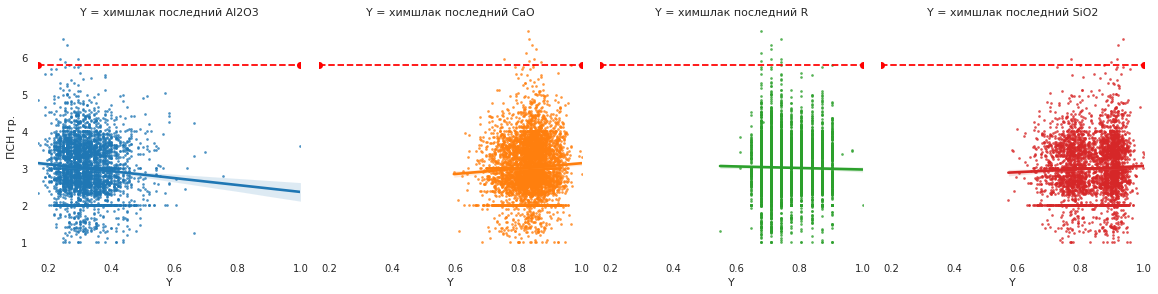 Y = химшлак последний Al2O3
Y = химшлак последний CaO
Y = химшлак последний R
Y = химшлак последний SiO2
ПСН гр.
6
5
4
3
2
1
0.2 0.4 0.6 0.8 1.0
0.2 0.4 0.6 0.8 1.0
0.2 0.4 0.6 0.8 1.0
0.2 0.4 0.6 0.8 1.0
Y
Y
Y
Y